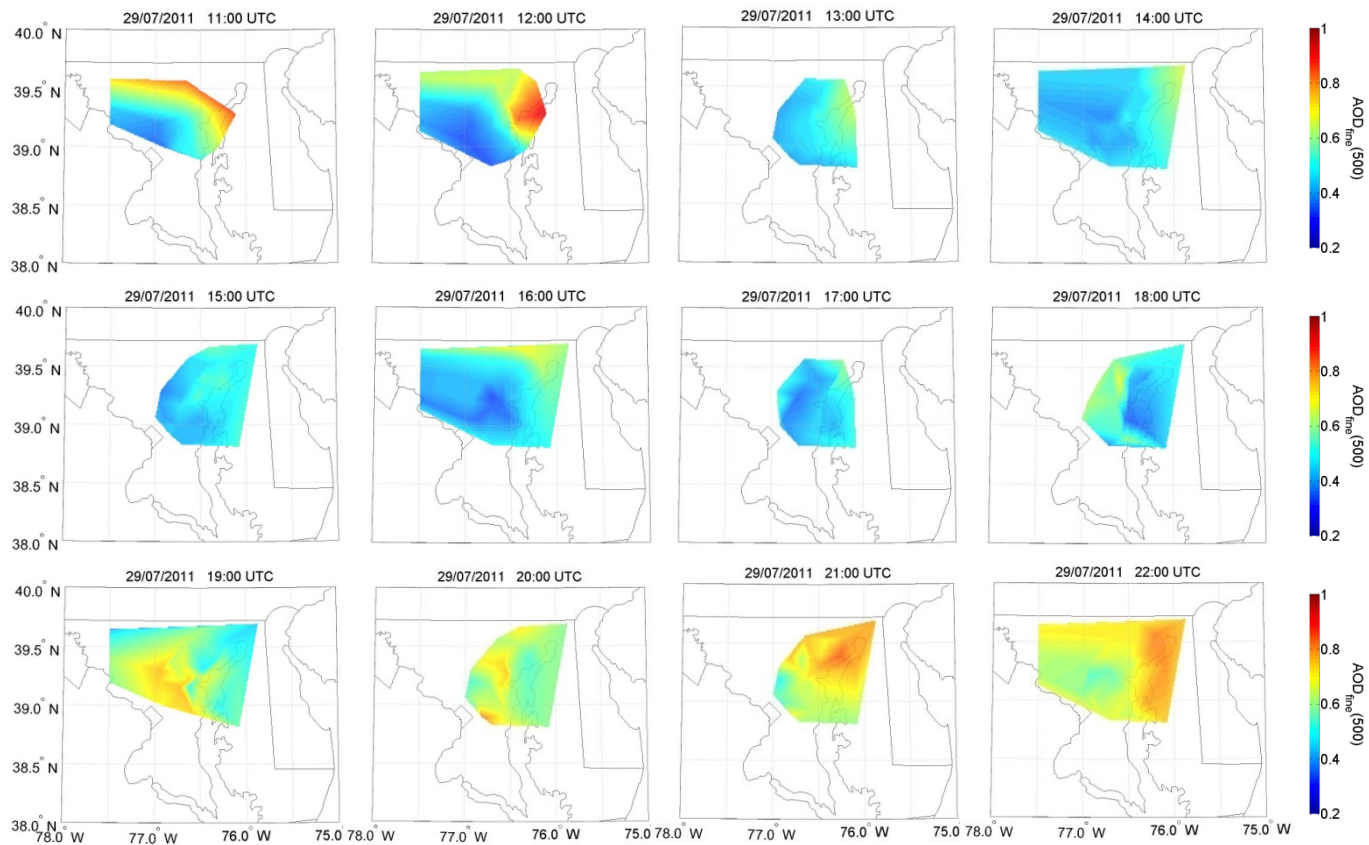 29/07/2011 11:00 UTC
29/07/2011 12:00 UTC
29/07/2011 13:00 UTC
29/07/2011 14:00 UTC
40.0° N
39.5° N
39.0° N
38.5° N
38.0° N
1
0.8
0.6
0.4
0.2
AODfine(500)
29/07/2011 15:00 UTC
29/07/2011 16:00 UTC
29/07/2011 17:00 UTC
29/07/2011 18:00 UTC
40.0° N
39.5° N
39.0° N
38.5° N
38.0° N
1
0.8
0.6
0.4
0.2
AODfine(500)
29/07/2011 19:00 UTC
29/07/2011 20:00 UTC
29/07/2011 21:00 UTC
29/07/2011 22:00 UTC
40.0° N
39.5° N
39.0° N
38.5° N
38.0° N
1
0.8
0.6
0.4
0.2
AODfine(500)
78.0° W 77.0° W 76.0° W 75.0° W
78.0° W 77.0° W 76.0° W 75.0° W
78.0° W 77.0° W 76.0° W 75.0° W
78.0° W 77.0° W 76.0° W 75.0° W